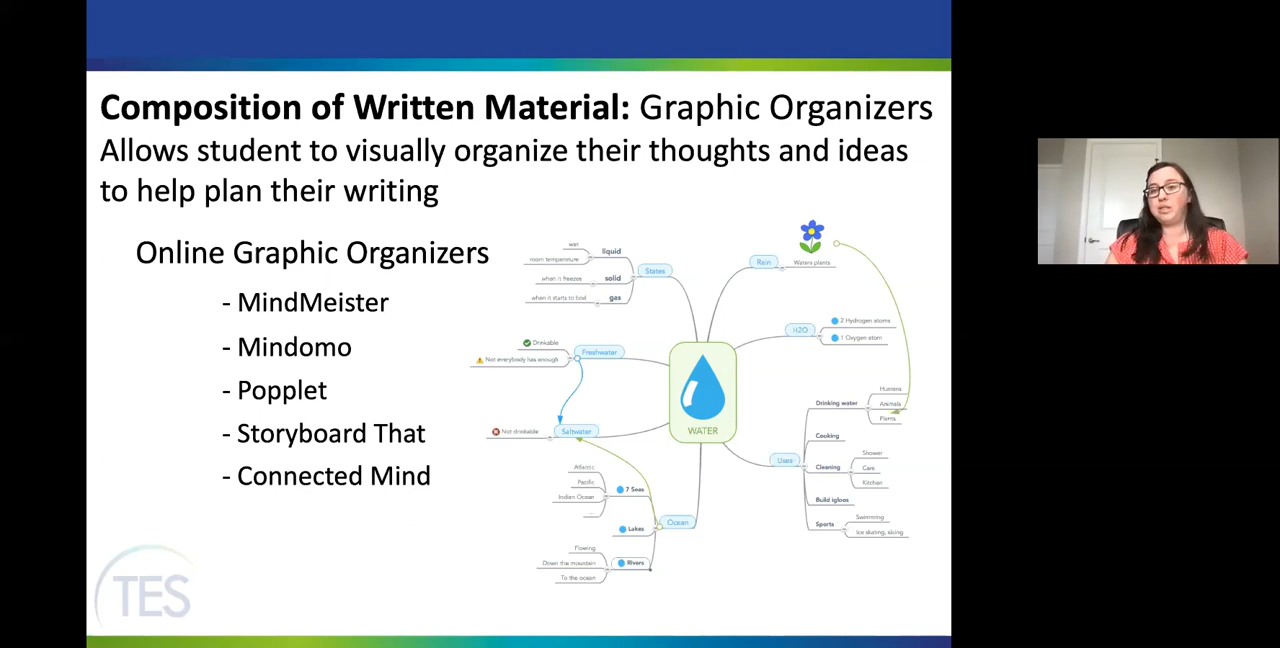 Composition of Written Material: Graphic Organizers
Allows student to visually organize their thoughts and ideas
to help plan their writing
Online Graphic Organizers
- MindMeister
- Mindomo
- Popplet
- Storyboard That
- Connected Mind
wet
liquid
room temperature
States
when it freezes
solid
when it starts to boil
gas
Drinkable
Freshwater
Not everybody has enough
Not drinkable
Saltwater
Atlantic
Pacific
7 Seas
Indian Ocean
...
Lakes
Ocean
Flowing
Down the mountain
Rivers
To the ocean
WATER
Rain
Waters plants
H2O
2 Hydrogen atoms
1 Oxygen atom
Uses
Drinking water
Humans
Animals
Plants
Cooking
Cleaning
Shower
Cars
Kitchen
Build igloos
Sports
Swimming
Ice skating, skiing
TES